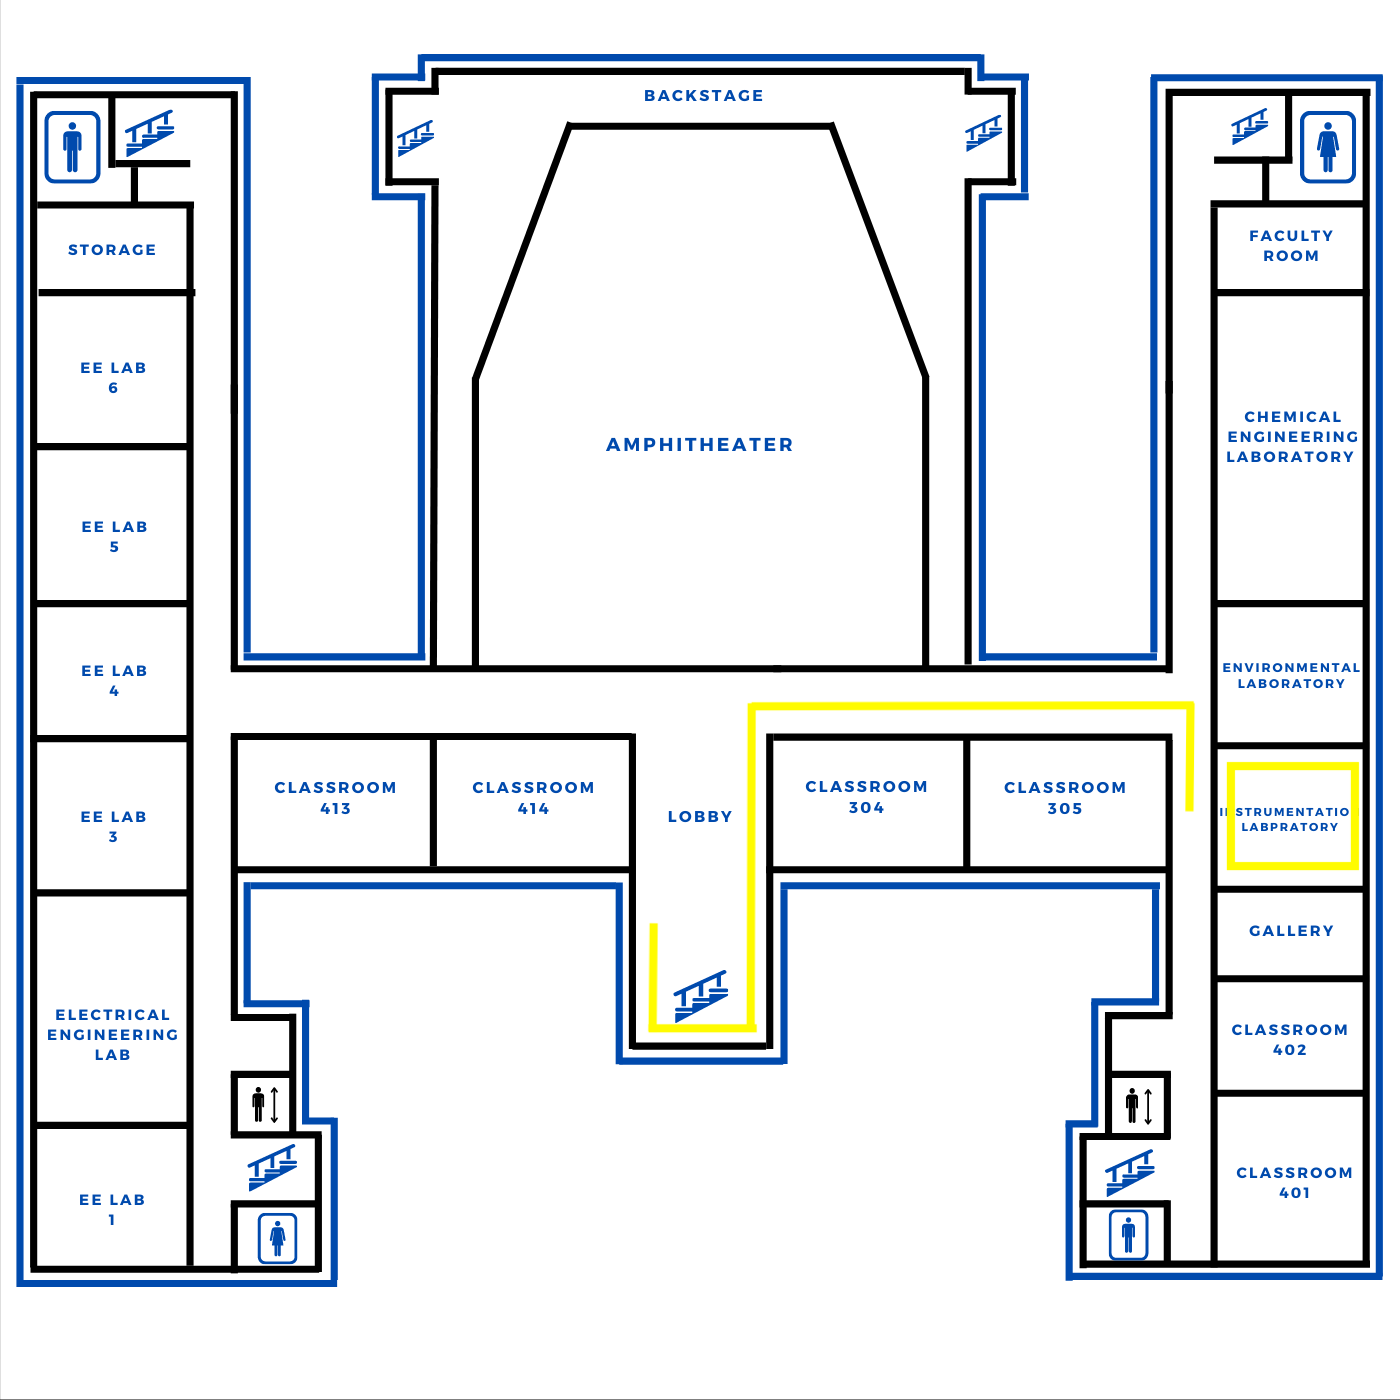 BACKSTAGE
STORAGE
FACULTY
ROOM
EE LAB
6
CHEMICAL
ENGINEERING
LABORATORY
AMPHITHEATER
EE LAB
5
EE LAB
4
ENVIRONMENTAL
LABORATORY
CLASSROOM
413
CLASSROOM
414
LOBBY
CLASSROOM
304
CLASSROOM
305
EE LAB
3
INSTRUMENTATIO
LABPRATORY
GALLERY
ELECTRICAL
ENGINEERING
LAB
CLASSROOM
402
EE LAB
1
CLASSROOM
401